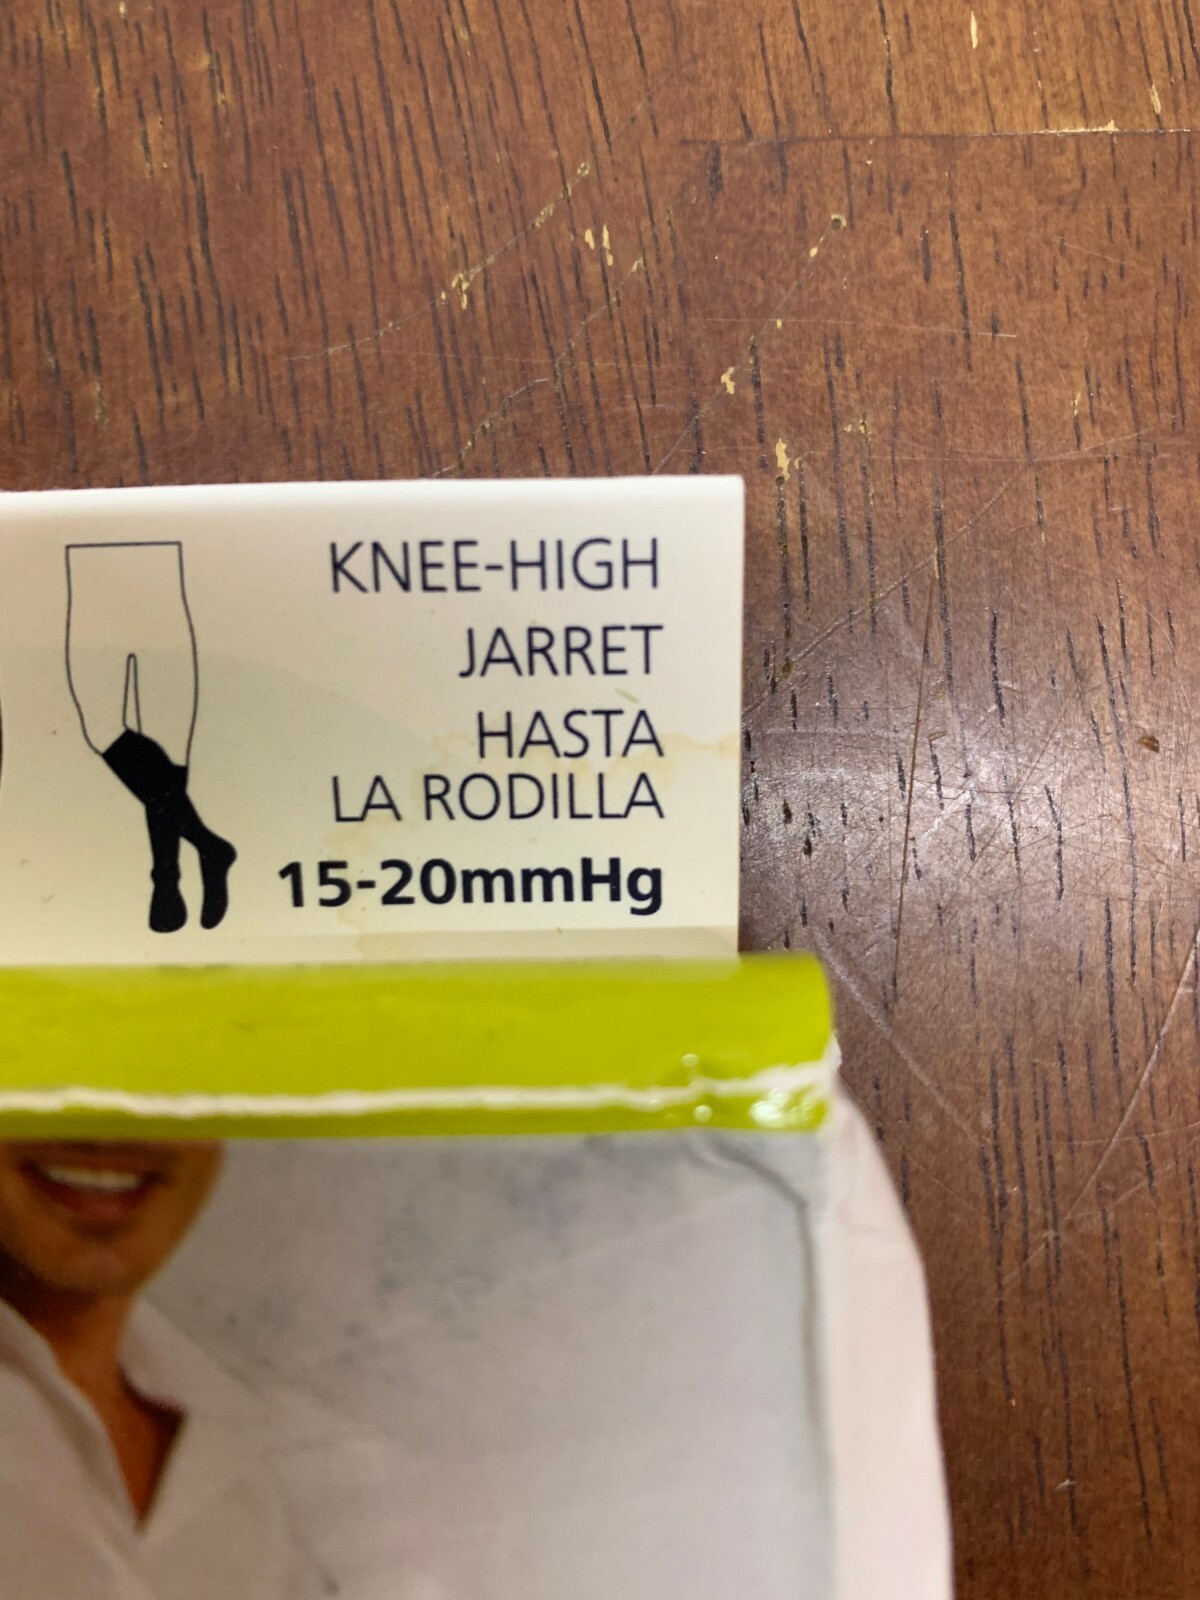 KNEE-HIGH
JARRET
HASTA
LA RODILLA
15-20mmHg